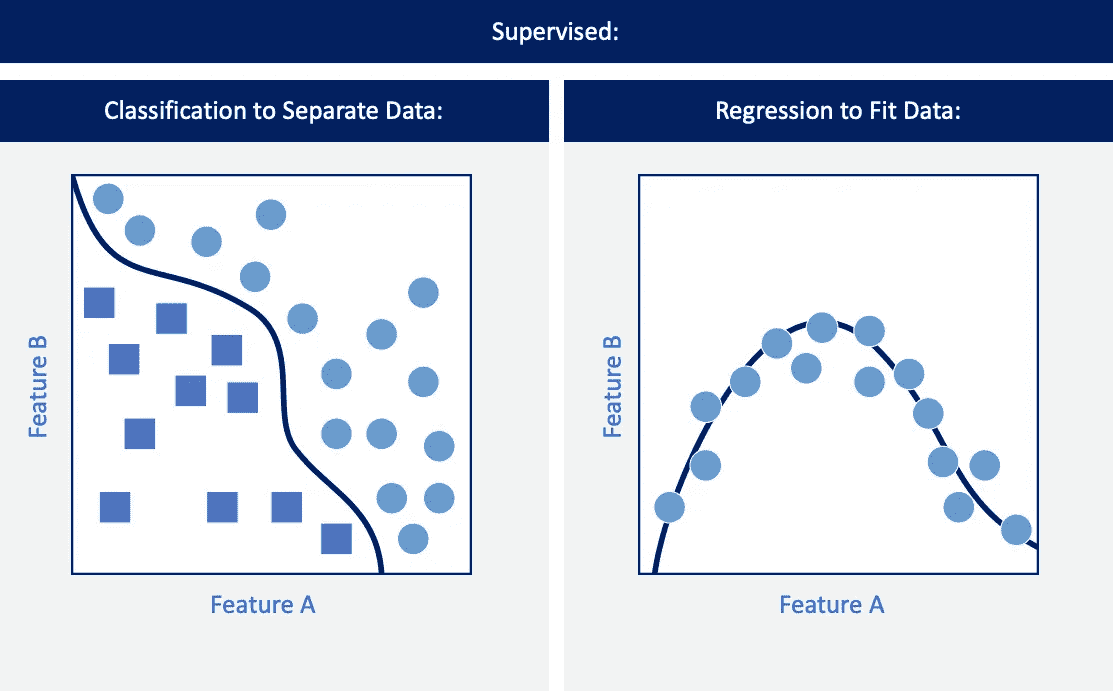 Supervised:
Classification to Separate Data:
Regression to Fit Data:
Feature B
Feature A
Feature B
Feature A